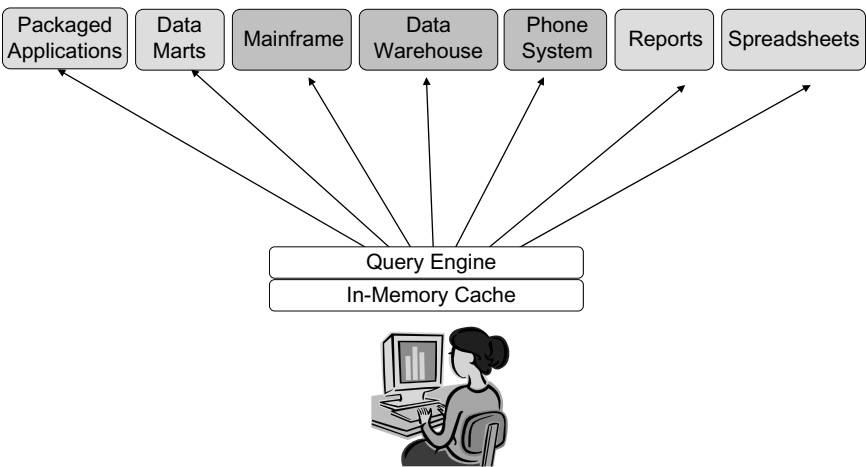 Packaged
Applications
Data
Marts
Mainframe
Data
Warehouse
Phone
System
Reports
Spreadsheets
Query Engine
In-Memory Cache